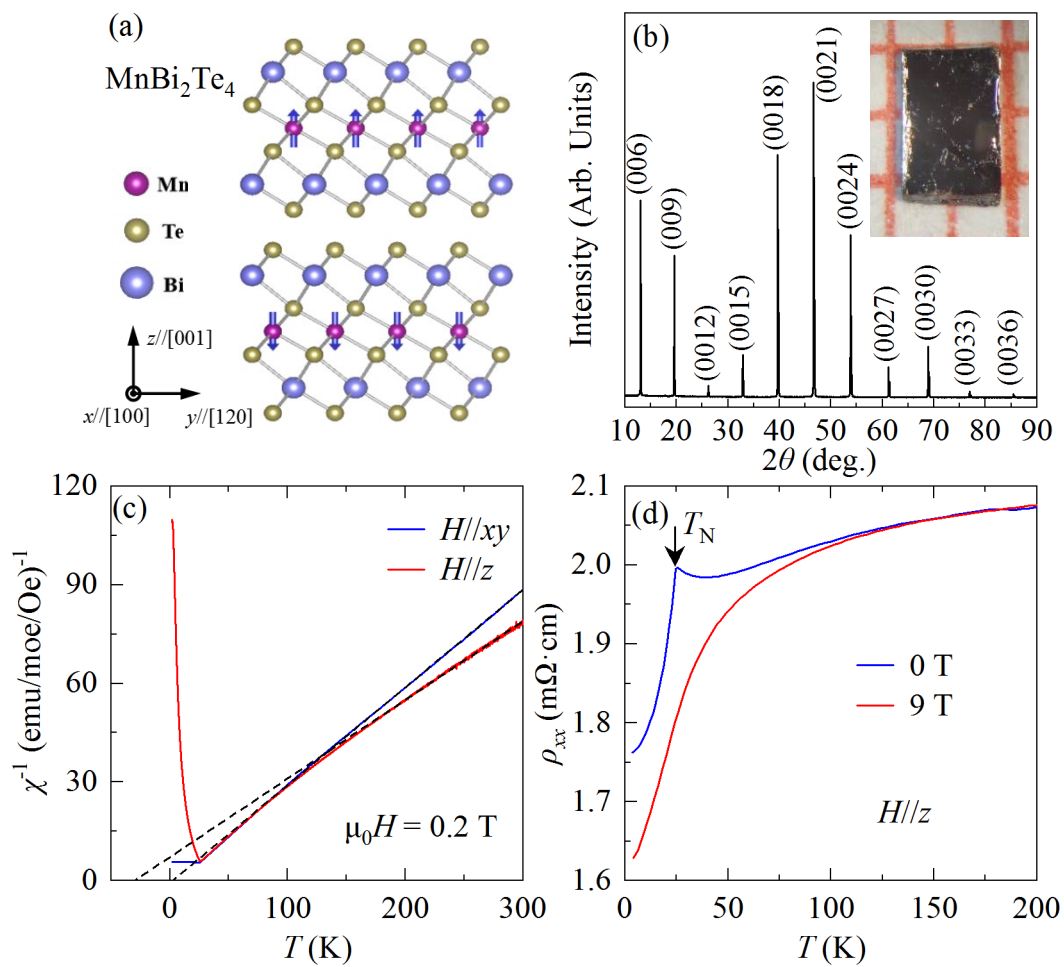 (a)
MnBi₂Te₄
Mn
Te
Bi
z//[001]
x//[100]
y//[120]
(b)
Intensity (Arb. Units)
(006)
(009)
(0012)
(0015)
(0018)
(0021)
(0024)
(0027)
(0030)
(0033)
(0036)
10 20 30 40 50 60 70 80 90
2θ (deg.)
(c)
χ⁻¹ (emu/moe/Oe)⁻¹
120
90
60
30
0
H//xy
H//z
μ₀H = 0.2 T
0 100 200 300
T (K)
(d)
ρxx (mΩ·cm)
2.1
2.0
1.9
1.8
1.7
1.6
TN
0 T
9 T
H//z
0 50 100 150 200
T (K)